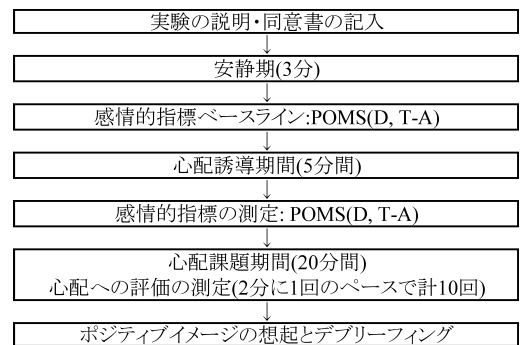 実験の説明・同意書の記入
↓
安静期(3分)
↓
感情的指標ベースライン:POMS(D, T-A)
↓
心配誘導期間(5分間)
↓
感情的指標の測定: POMS(D, T-A)
↓
心配課題期間(20分間)
心配への評価の測定(2分に1回のペースで計10回)
↓
ポジティブイメージの想起とデブリーフィング